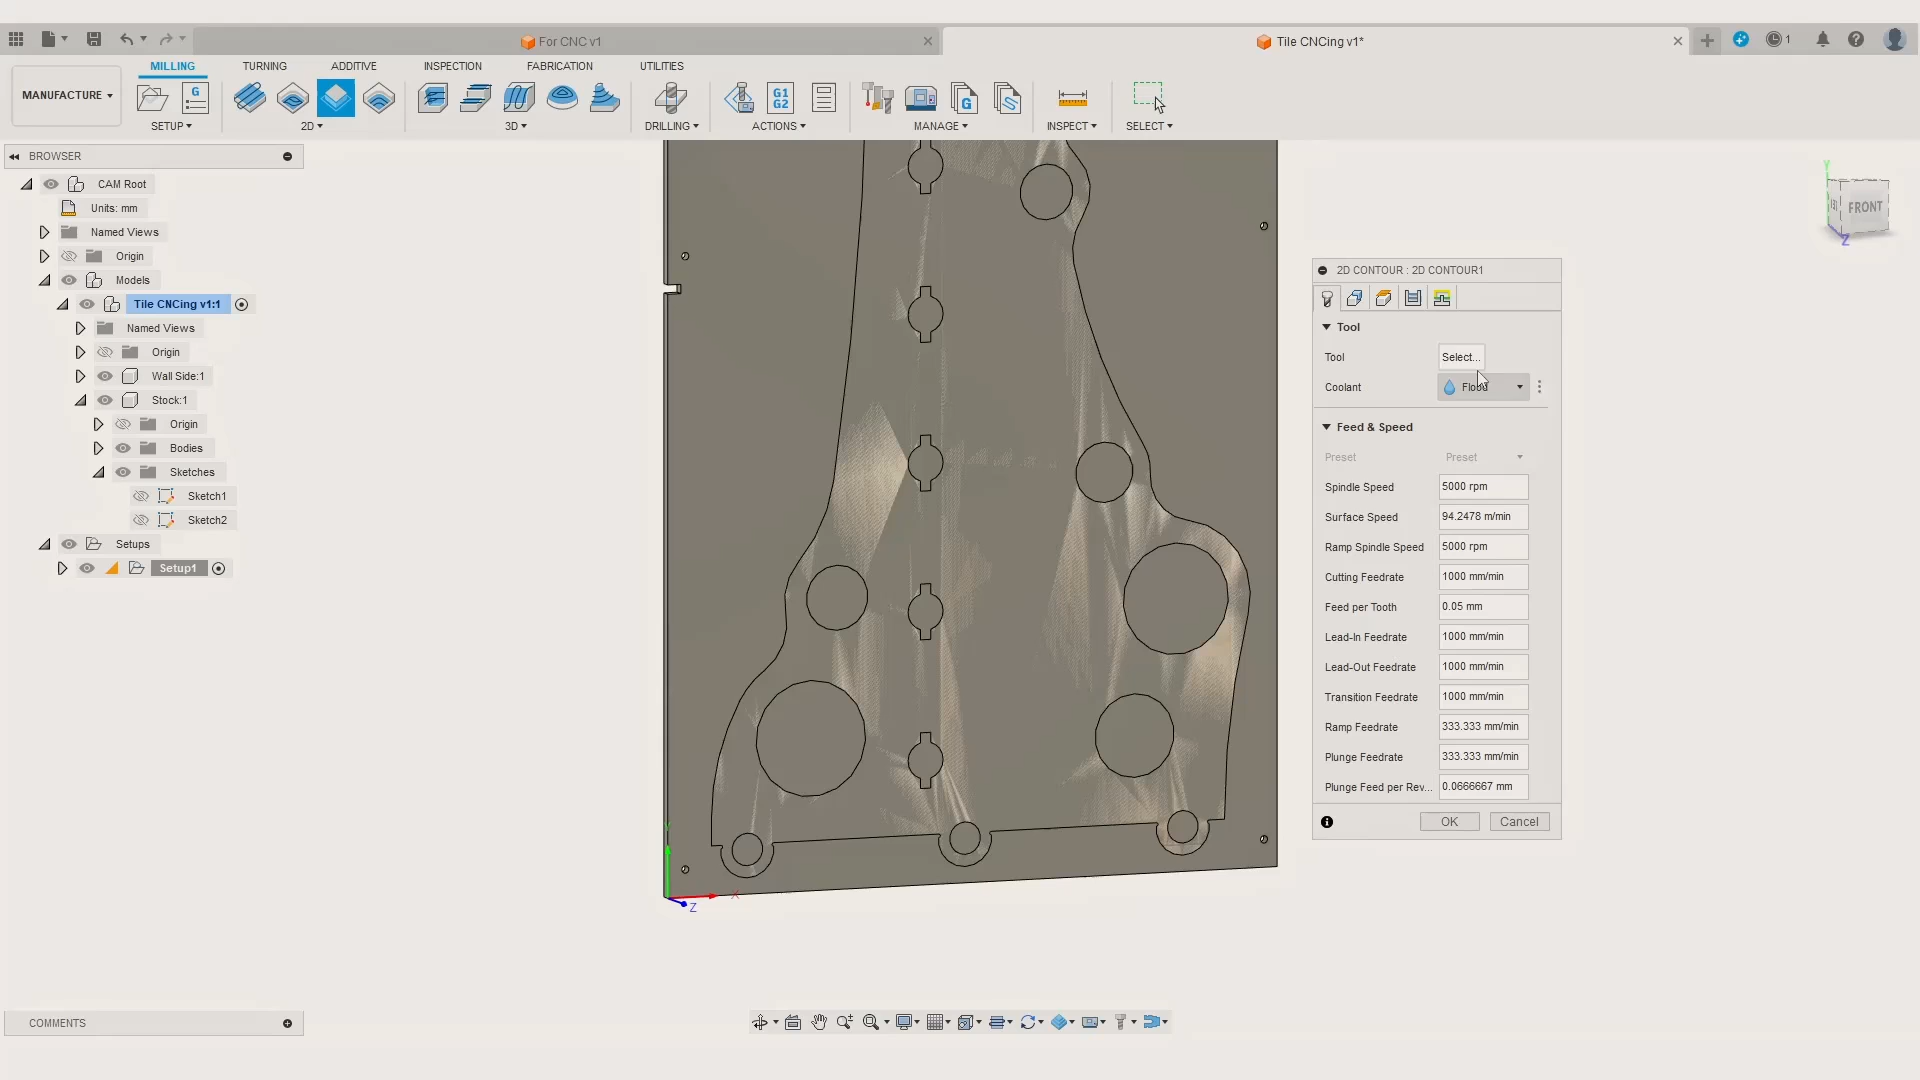 For CNC v1
Tile CNCing v1*
1
MILLING
TURNING
ADDITIVE
INSPECTION
FABRICATION
UTILITIES
MANUFACTURE
G
G1
G2
G
SETUP
2D
3D
DRILLING
ACTIONS
MANAGE
INSPECT
SELECT
BROWSER
CAM Root
Units: mm
Named Views
Origin
Models
Tile CNCing v1:1
Named Views
Origin
Wall Side:1
Stock:1
Origin
Bodies
Sketches
Sketch1
Sketch2
Setups
Setup1
COMMENTS
Y
FRONT
Z
X
Z
2D CONTOUR : 2D CONTOUR1
Tool
Tool Select...
Coolant Flood
Feed & Speed
Preset Preset
Spindle Speed 5000 rpm
Surface Speed 94.2478 m/min
Ramp Spindle Speed 5000 rpm
Cutting Feedrate 1000 mm/min
Feed per Tooth 0.05 mm
Lead-In Feedrate 1000 mm/min
Lead-Out Feedrate 1000 mm/min
Transition Feedrate 1000 mm/min
Ramp Feedrate 333.333 mm/min
Plunge Feedrate 333.333 mm/min
Plunge Feed per Rev... 0.0666667 mm
OK Cancel